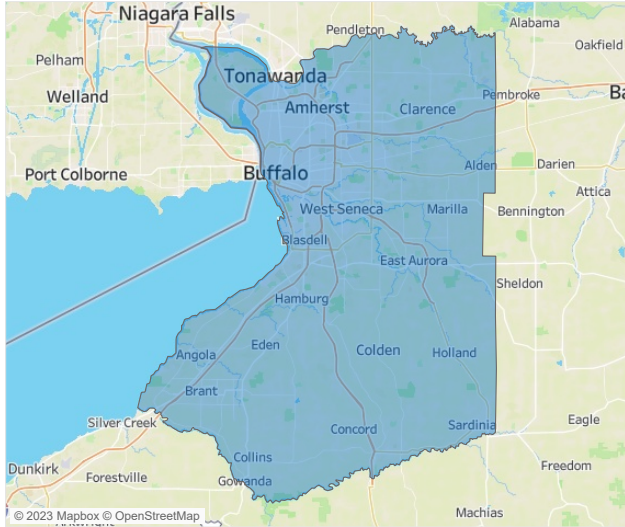 Niagara Falls
Alabama
Pendleton
Oakfield
Pelham
Tonawanda
Welland
Pembroke
Ba
Amherst
Clarence
Port Colborne
Buffalo
Alden
Darien
Attica
West Seneca
Marilla
Bennington
Blasdell
East Aurora
Sheldon
Hamburg
Eden
Colden
Holland
Angola
Brant
Silver Creek
Concord
Sardinia
Eagle
Collins
Dunkirk
Forestville
Gowanda
Freedom
Machias
© 2023 Mapbox © OpenStreetMap